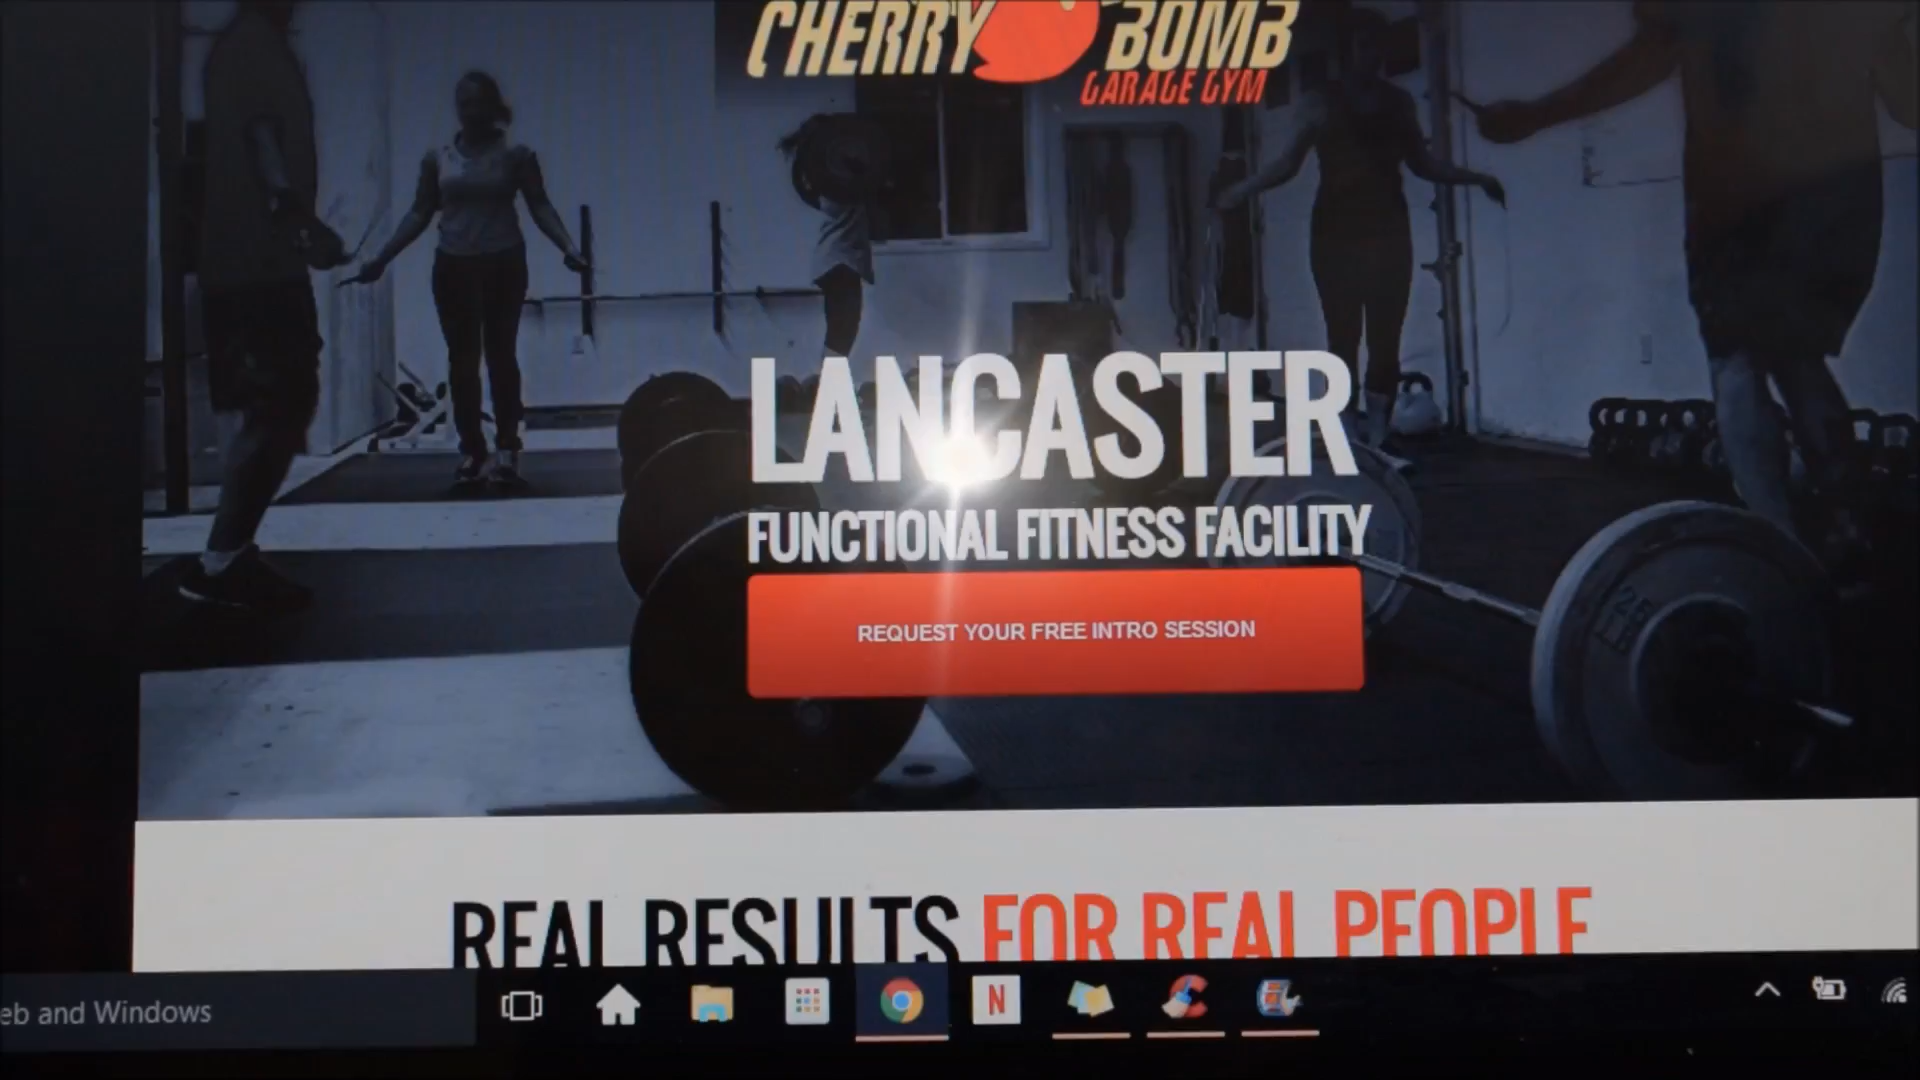 CHERRY BOMB
GARAGE GYM
LANCASTER
FUNCTIONAL FITNESS FACILITY
REQUEST YOUR FREE INTRO SESSION
25
REAL RESULTS FOR REAL PEOPLE
eb and Windows
N